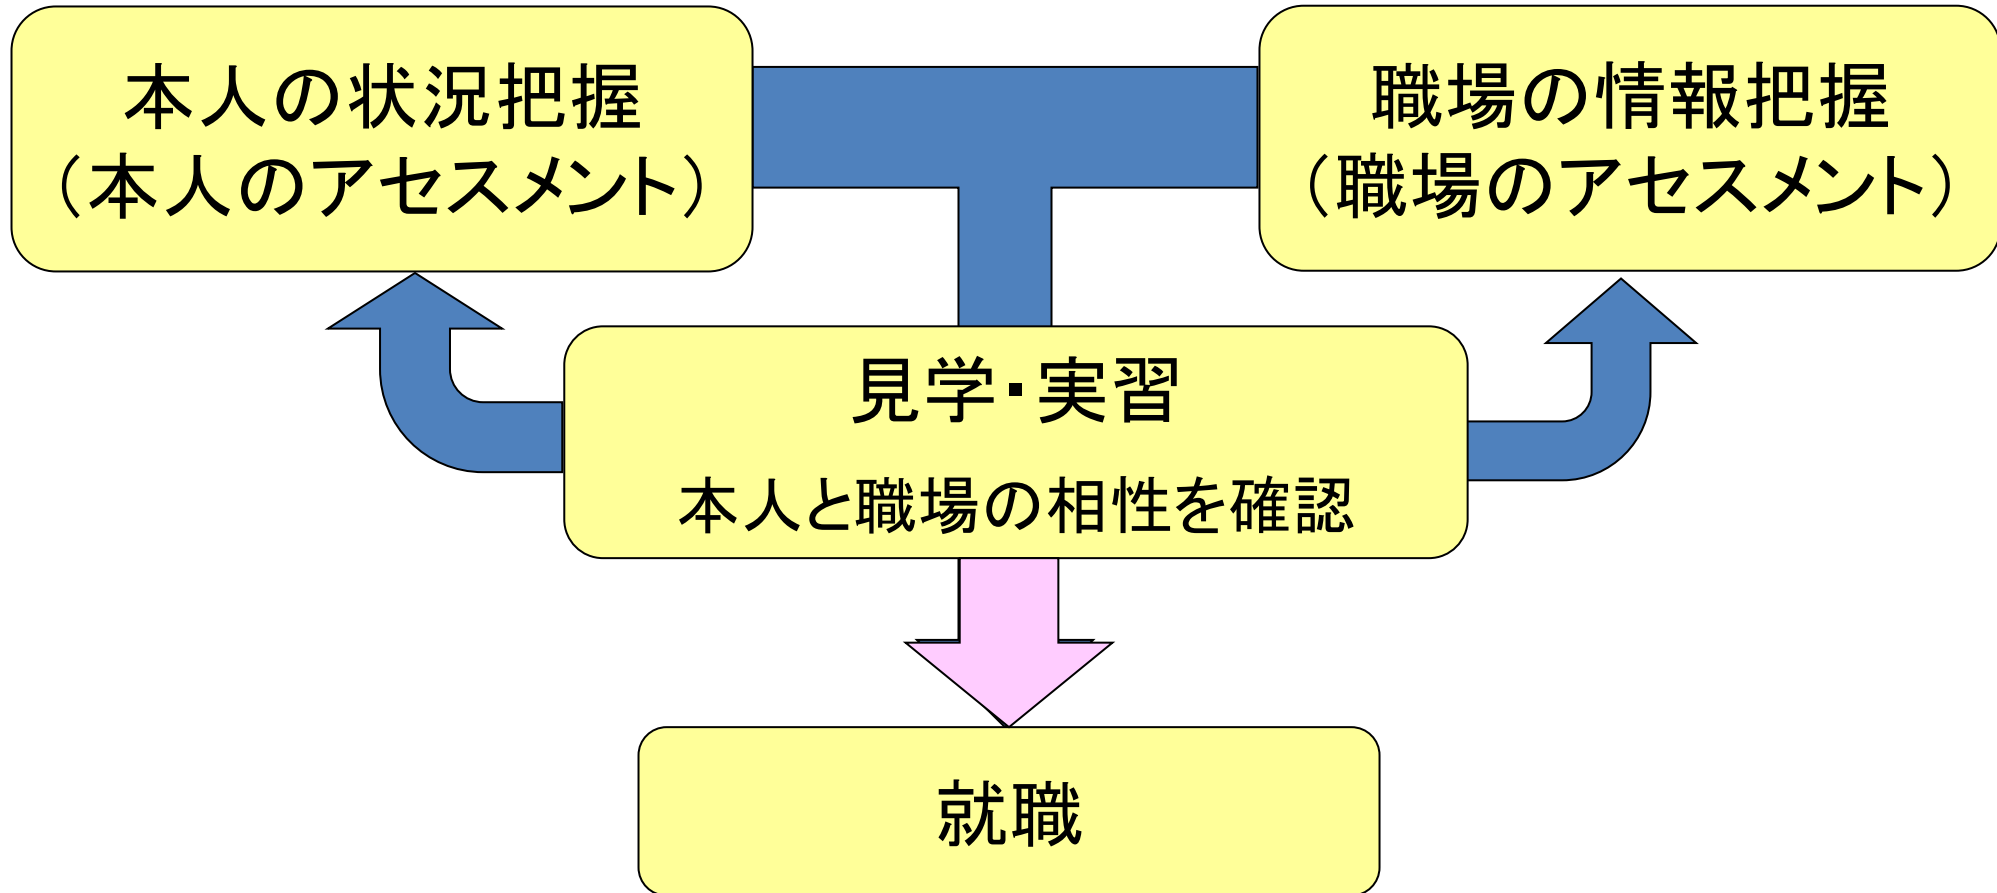 本人の状況把握
（本人のアセスメント）
職場の情報把握
（職場のアセスメント）
見学・実習
本人と職場の相性を確認
就職